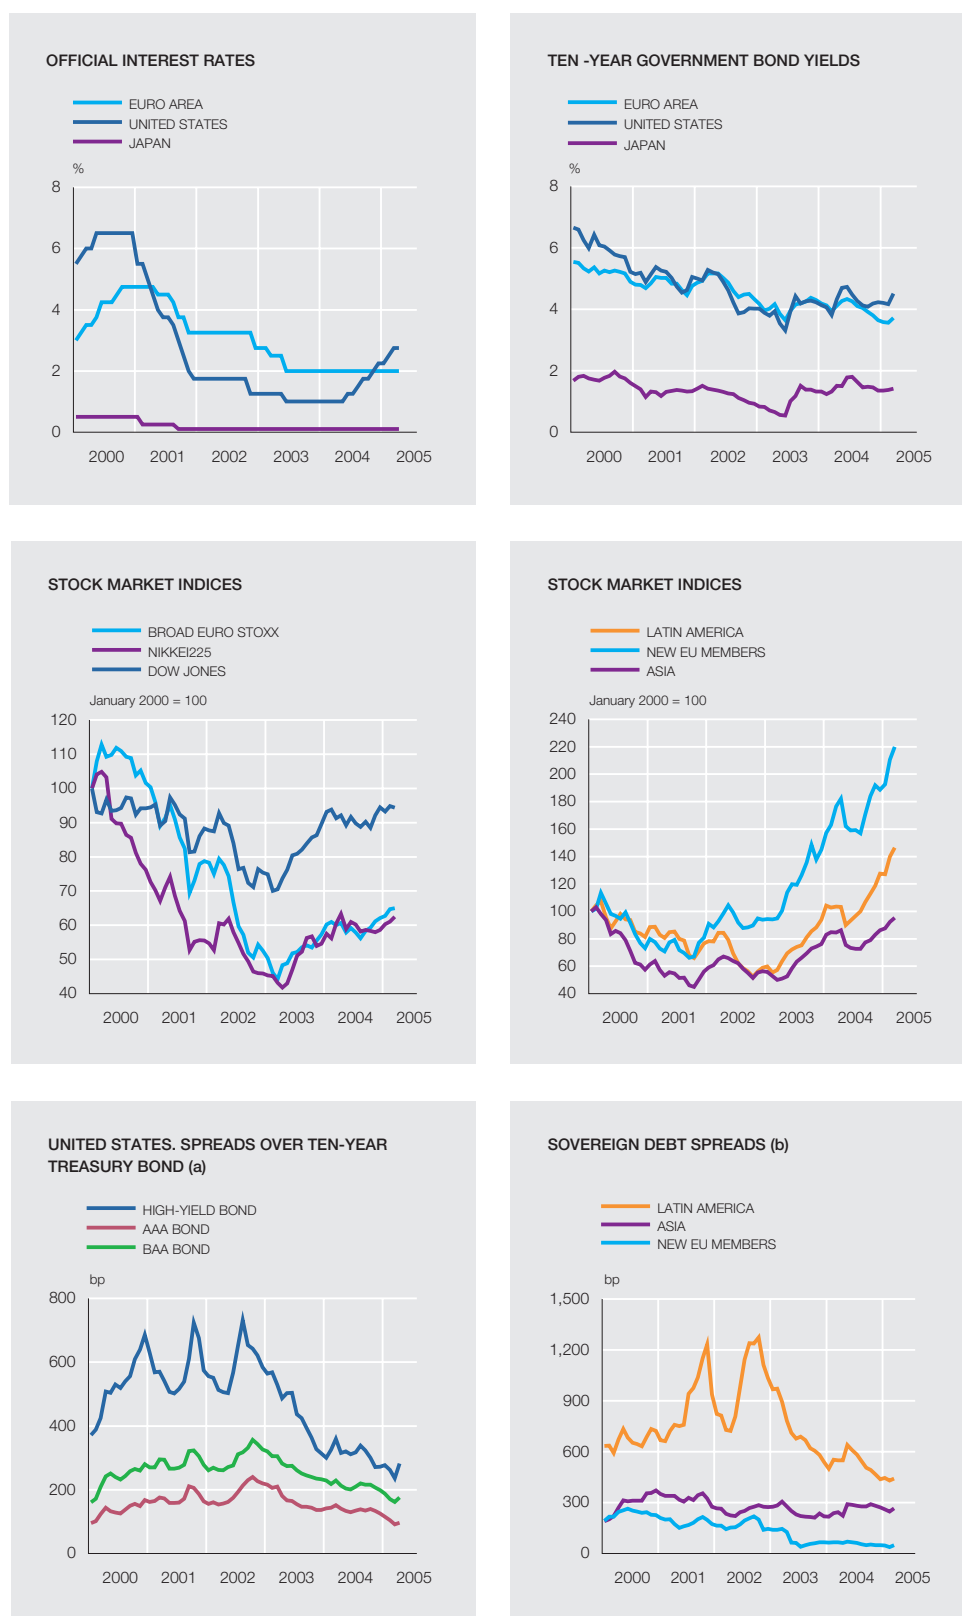 OFFICIAL INTEREST RATES
EURO AREA
UNITED STATES
JAPAN
%
8
6
4
2
0
2000 2001 2002 2003 2004 2005
TEN -YEAR GOVERNMENT BOND YIELDS
EURO AREA
UNITED STATES
JAPAN
%
8
6
4
2
0
2000 2001 2002 2003 2004 2005
STOCK MARKET INDICES
BROAD EURO STOXX
NIKKEI225
DOW JONES
January 2000 = 100
120
110
100
90
80
70
60
50
40
2000 2001 2002 2003 2004 2005
STOCK MARKET INDICES
LATIN AMERICA
NEW EU MEMBERS
ASIA
January 2000 = 100
240
220
200
180
160
140
120
100
80
60
40
2000 2001 2002 2003 2004 2005
UNITED STATES. SPREADS OVER TEN-YEAR
TREASURY BOND (a)
HIGH-YIELD BOND
AAA BOND
BAA BOND
bp
800
600
400
200
0
2000 2001 2002 2003 2004 2005
SOVEREIGN DEBT SPREADS (b)
LATIN AMERICA
ASIA
NEW EU MEMBERS
bp
1,500
1,200
900
600
300
0
2000 2001 2002 2003 2004 2005